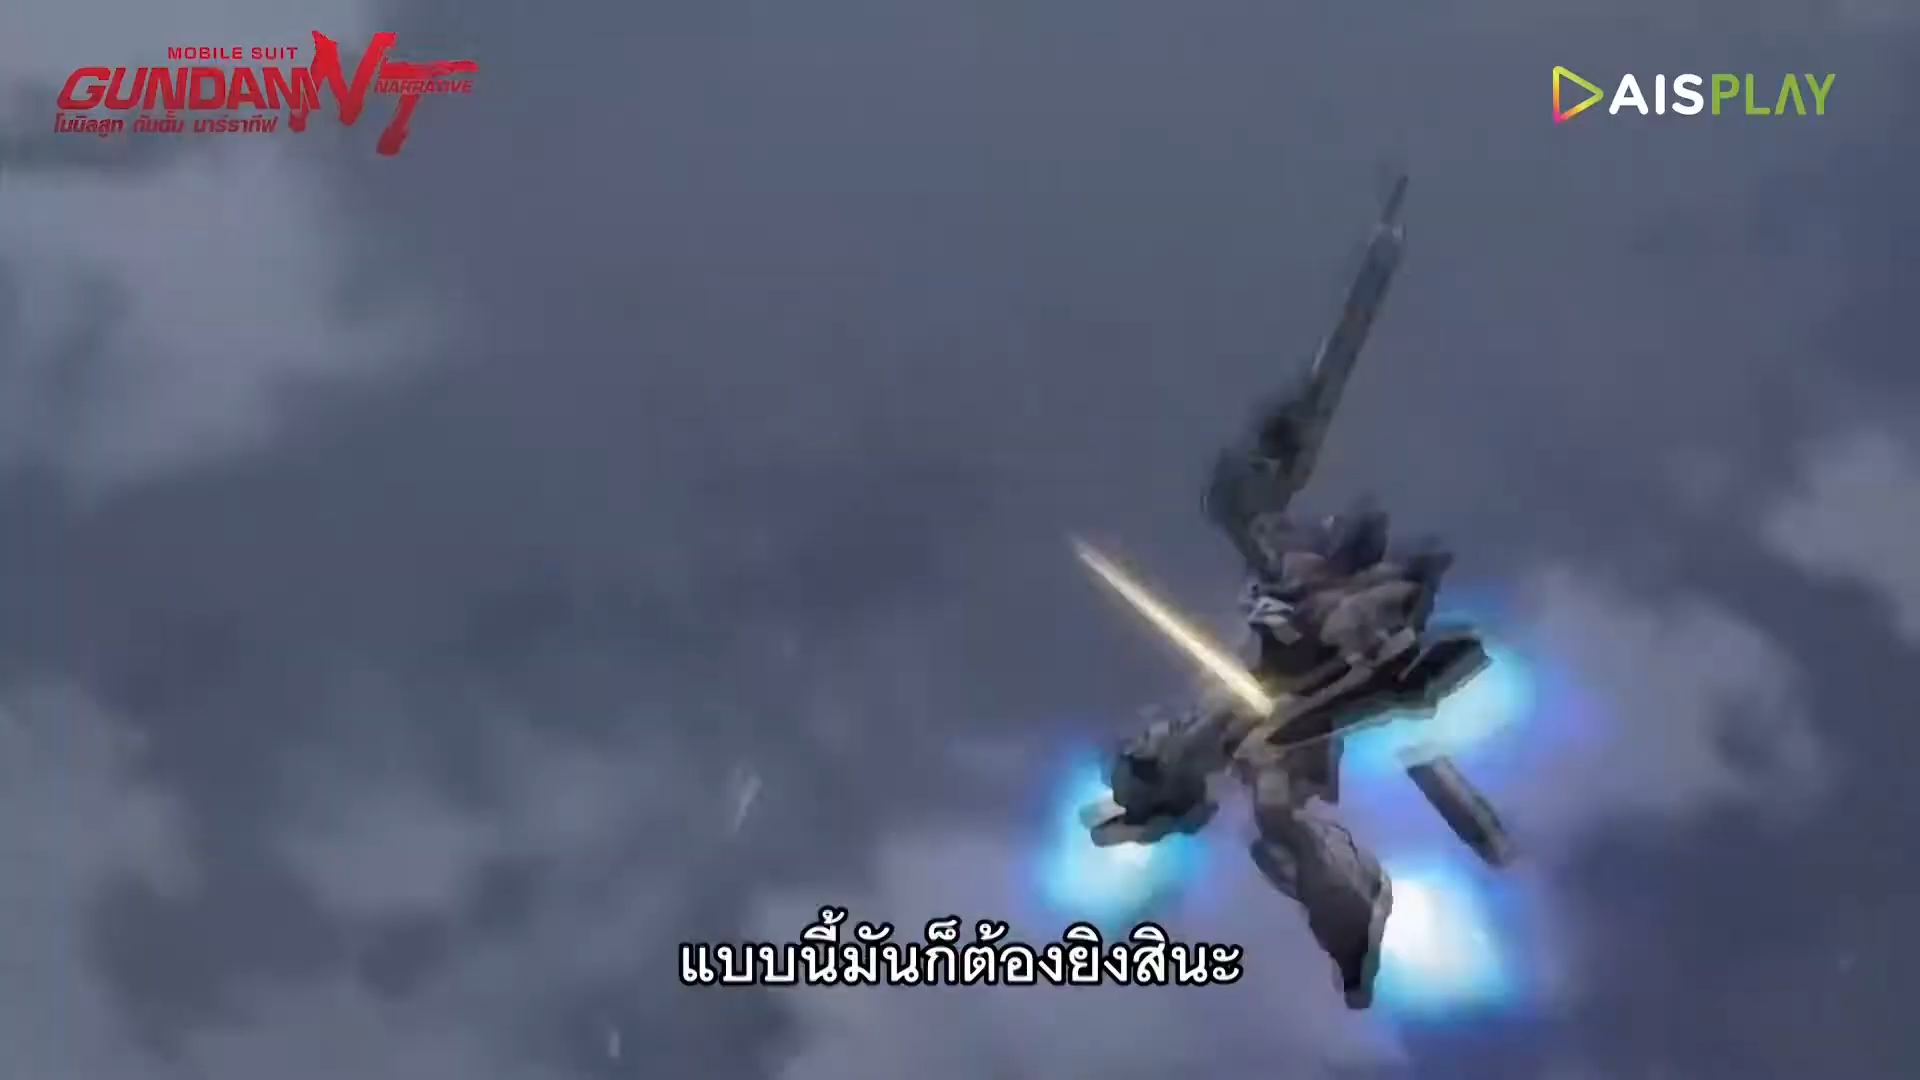 MOBILE SUIT
GUNDAM NT
NARRATIVE
โมบิลสูท กันดั้ม นาร์ราทีฟ
AISPLAY
แบบนี้มันก็ต้องยิงสินะ